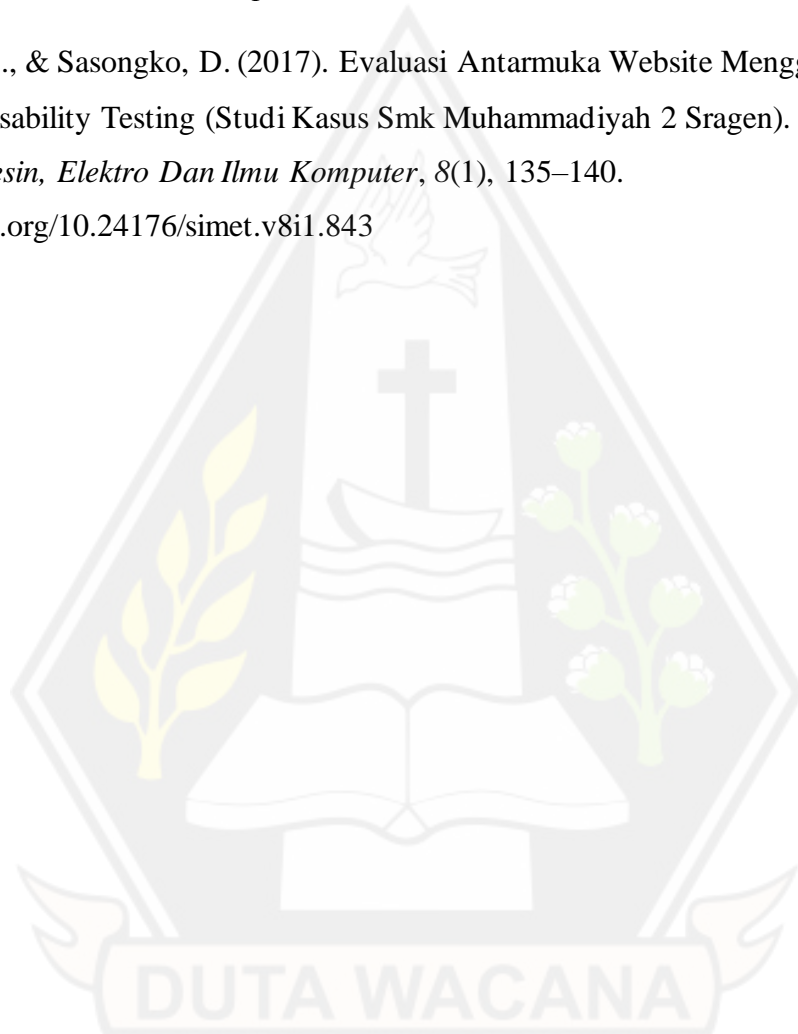 ., & Sasongko, D. (2017). Evaluasi Antarmuka Website Mengg
sability Testing (Studi Kasus Smk Muhammadiyah 2 Sragen).
esin, Elektro Dan Ilmu Komputer, 8(1), 135–140.
.org/10.24176/simet.v8i1.843
DUTA WACANA